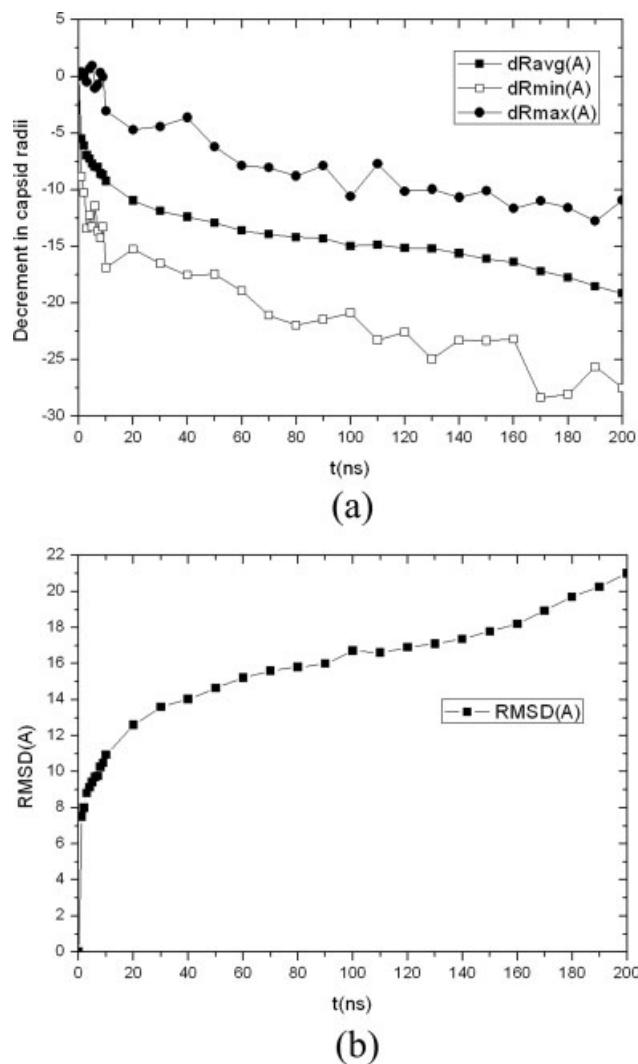 5
0
-5
-10
-15
-20
-25
-30
Decrement in capsid radii
dRavg(A)
dRmin(A)
dRmax(A)
0 20 40 60 80 100 120 140 160 180 200
t(ns)
(a)
22
20
18
16
14
12
10
8
6
4
2
0
RMSD(A)
RMSD(A)
0 20 40 60 80 100 120 140 160 180 200
t(ns)
(b)